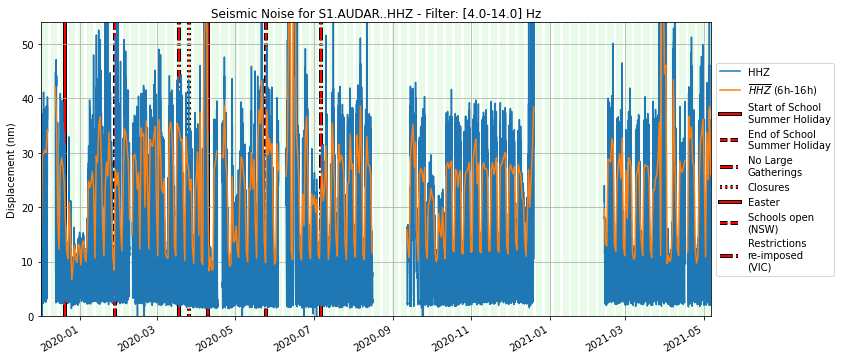 Seismic Noise for S1.AUDAR..HHZ - Filter: [4.0-14.0] Hz
Displacement (nm)
50
40
30
20
10
0
2020-01
2020-03
2020-05
2020-07
2020-09
2020-11
2021-01
2021-03
2021-05
HHZ
HHZ (6h-16h)
Start of School
Summer Holiday
End of School
Summer Holiday
No Large
Gatherings
Closures
Easter
Schools open
(NSW)
Restrictions
re-imposed
(VIC)